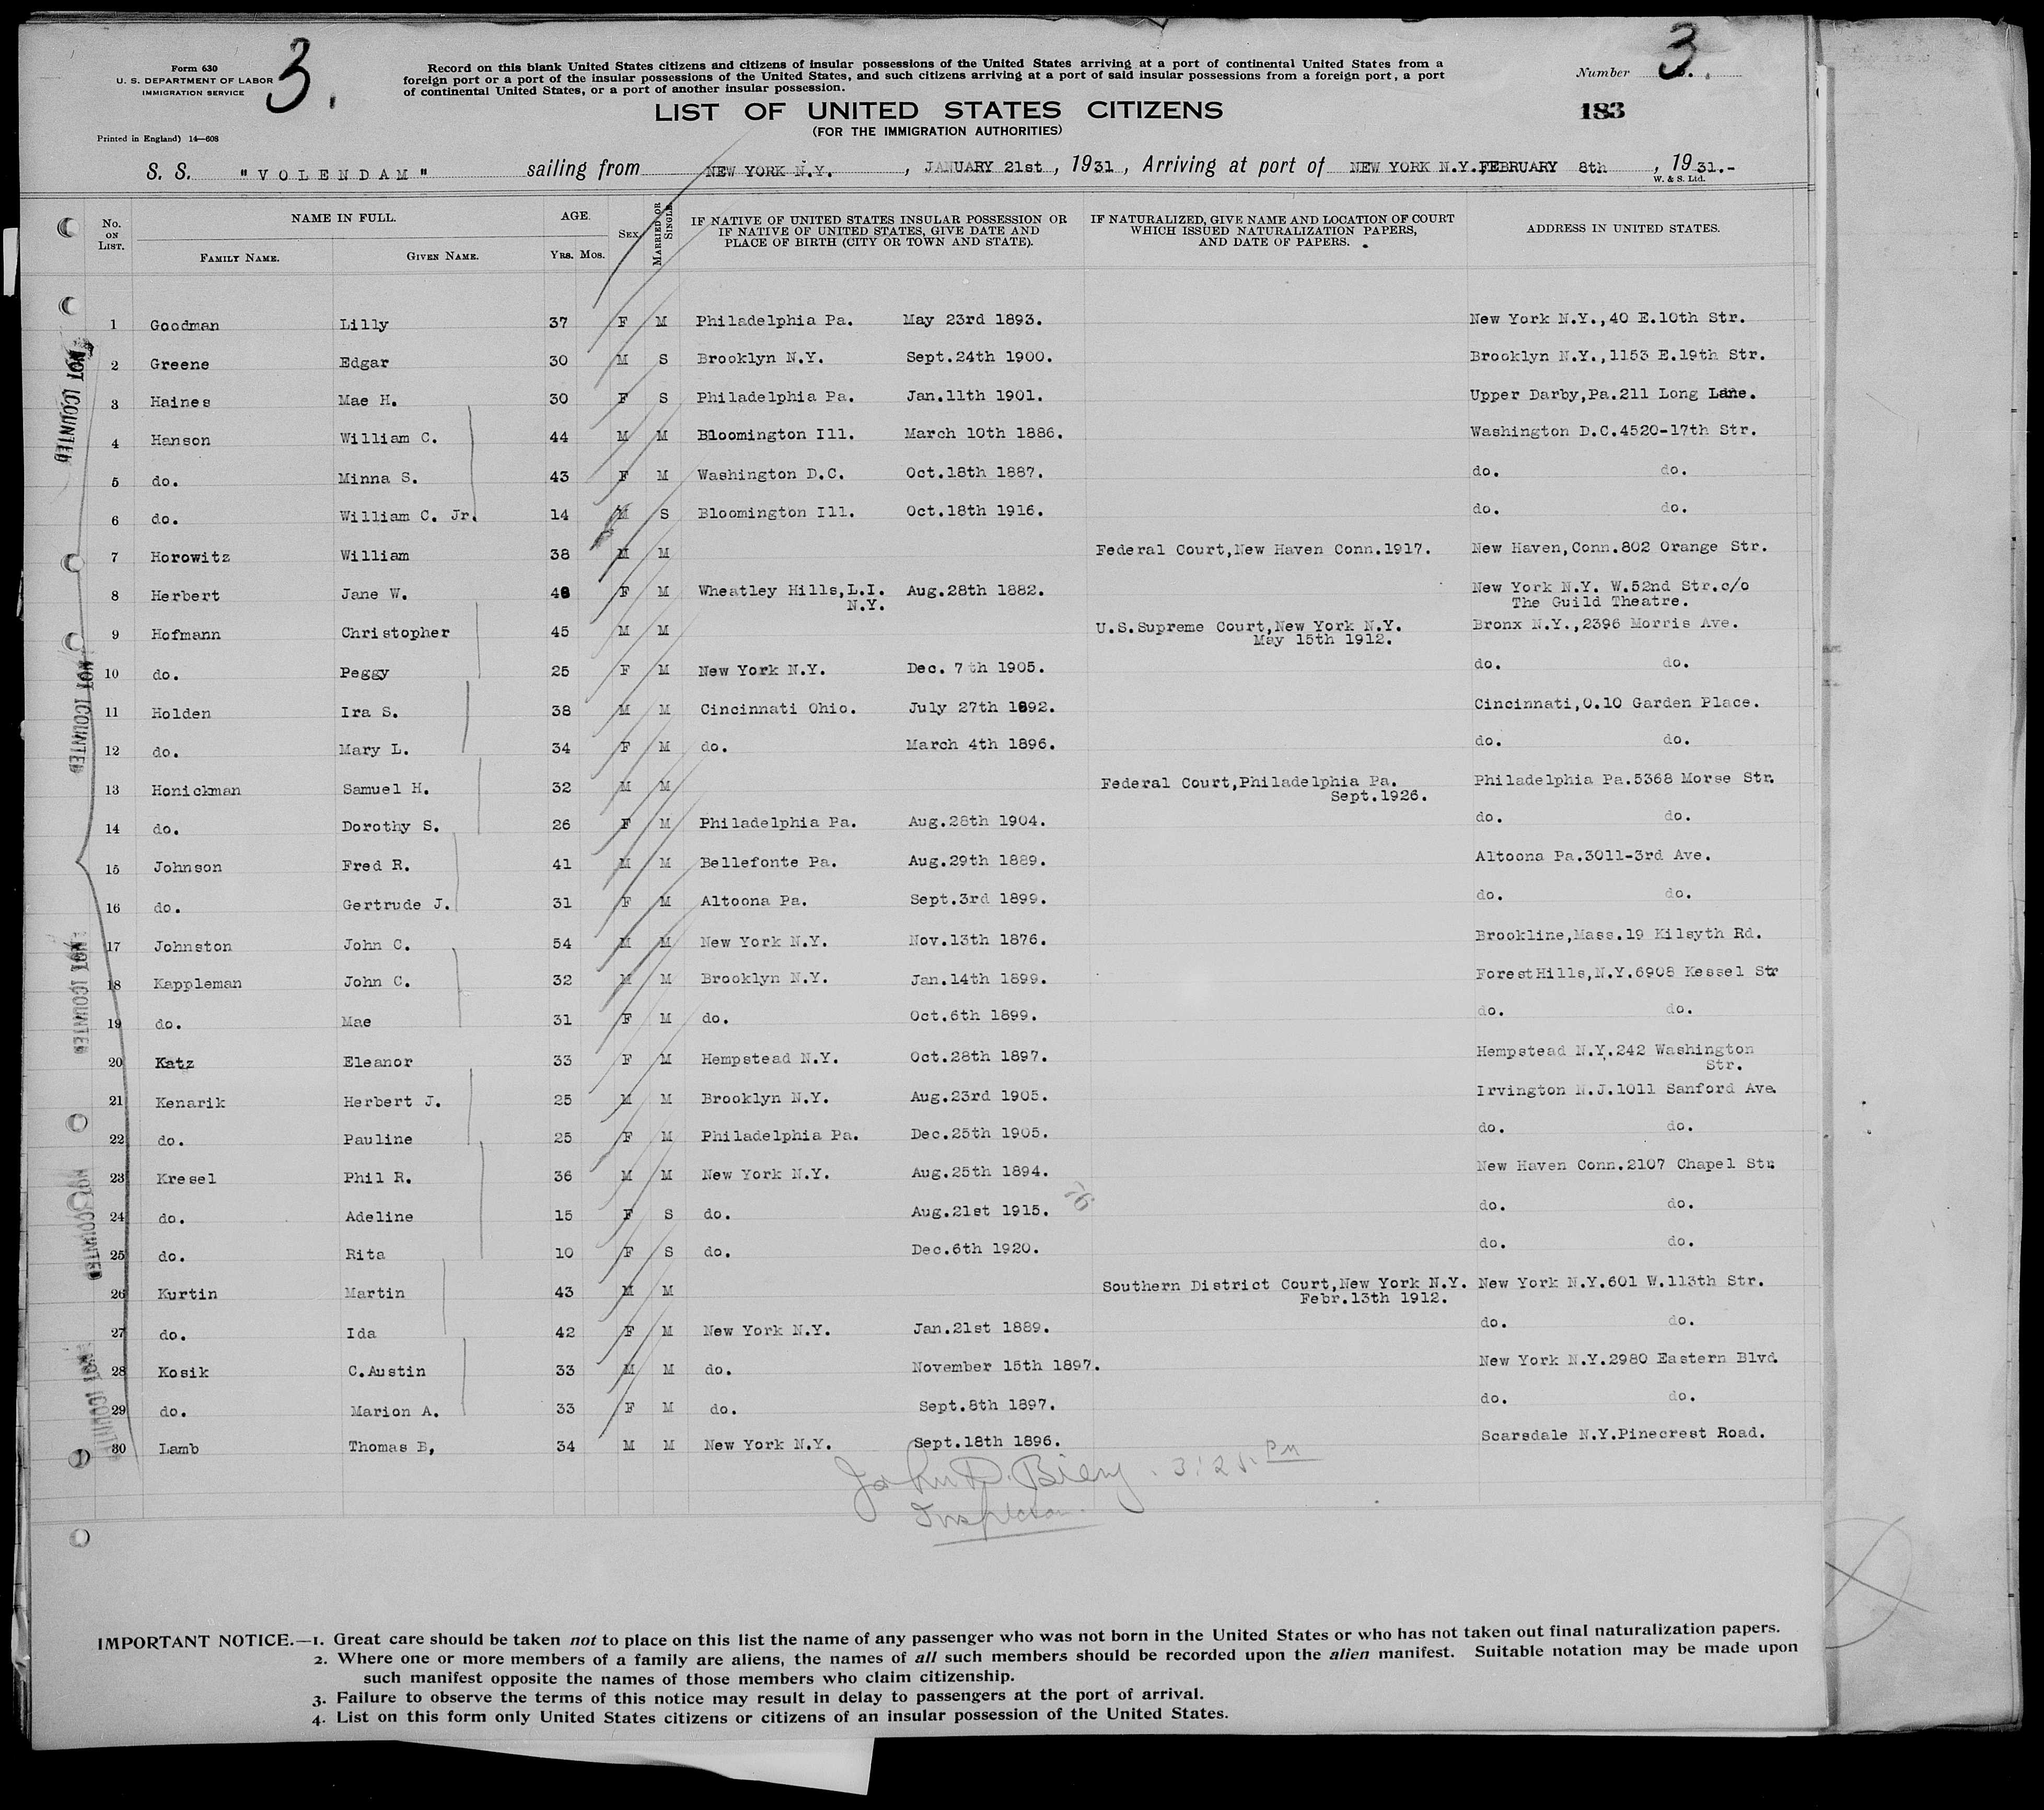 Form 630
U. S. DEPARTMENT OF LABOR
IMMIGRATION SERVICE
3.
Record on this blank United States citizens and citizens of insular possessions of the United States arriving at a port of continental United States from a
foreign port or a port of the insular possessions of the United States, and such citizens arriving at a port of said insular possessions from a foreign port, a port
of continental United States, or a port of another insular possession.
Number 3.
LIST OF UNITED STATES CITIZENS
183
(FOR THE IMMIGRATION AUTHORITIES)
Printed in England) 14—608
S. S. "VOLENDAM" sailing from NEW YORK N.Y. , JANUARY 21st , 1931 , Arriving at port of NEW YORK N.Y. FEBRUARY 8th , 1931.-
W. & S. Ltd.
No. ON LIST. NAME IN FULL. FAMILY NAME. GIVEN NAME. AGE. YRS. MOS. SEX. MARRIED OR SINGLE. IF NATIVE OF UNITED STATES INSULAR POSSESSION OR IF NATIVE OF UNITED STATES, GIVE DATE AND PLACE OF BIRTH (CITY OR TOWN AND STATE). IF NATURALIZED, GIVE NAME AND LOCATION OF COURT WHICH ISSUED NATURALIZATION PAPERS, AND DATE OF PAPERS. ADDRESS IN UNITED STATES.
1 Goodman Lilly 37 F M Philadelphia Pa. May 23rd 1893. New York N.Y.,40 E.10th Str.
2 Greene Edgar 30 M S Brooklyn N.Y. Sept.24th 1900. Brooklyn N.Y.,1153 E.19th Str.
3 Haines Mae H. 30 F S Philadelphia Pa. Jan.11th 1901. Upper Darby,Pa.211 Long Lane.
4 Hanson William C. 44 M M Bloomington Ill. March 10th 1886. Washington D.C.4520-17th Str.
5 do. Minna S. 43 F M Washington D.C. Oct.18th 1887. do. do.
6 do. William C. Jr. 14 M S Bloomington Ill. Oct.18th 1916. do. do.
7 Horowitz William 38 M M Federal Court,New Haven Conn.1917. New Haven,Conn.802 Orange Str.
8 Herbert Jane W. 48 F M Wheatley Hills,L.I. Aug.28th 1882. New York N.Y. W.52nd Str.c/o
N.Y. The Guild Theatre.
9 Hofmann Christopher 45 M M U.S.Supreme Court,New York N.Y. Bronx N.Y.,2396 Morris Ave.
May 15th 1912.
10 do. Peggy 25 F M New York N.Y. Dec. 7th 1905. do. do.
11 Holden Ira S. 38 M M Cincinnati Ohio. July 27th 1892. Cincinnati,O.10 Garden Place.
12 do. Mary L. 34 F M do. March 4th 1896. do. do.
13 Honickman Samuel H. 32 M M Federal Court,Philadelphia Pa. Philadelphia Pa.5368 Morse Str.
Sept.1926.
14 do. Dorothy S. 26 F M Philadelphia Pa. Aug.28th 1904. do. do.
15 Johnson Fred R. 41 M M Bellefonte Pa. Aug.29th 1889. Altoona Pa.3011-3rd Ave.
16 do. Gertrude J. 31 F M Altoona Pa. Sept.3rd 1899. do. do.
17 Johnston John C. 54 M M New York N.Y. Nov.13th 1876. Brookline,Mass.19 Kilsyth Rd.
18 Kappleman John C. 32 M M Brooklyn N.Y. Jan.14th 1899. ForestHills,N.Y.6908 Kessel Str
19 do. Mae 31 F M do. Oct.6th 1899. do. do.
20 Katz Eleanor 33 F M Hempstead N.Y. Oct.28th 1897. Hempstead N.Y.242 Washington
Str.
21 Kenarik Herbert J. 25 M M Brooklyn N.Y. Aug.23rd 1905. Irvington N.J.1011 Sanford Ave.
22 do. Pauline 25 F M Philadelphia Pa. Dec.25th 1905. do. do.
23 Kresel Phil R. 36 M M New York N.Y. Aug.25th 1894. New Haven Conn.2107 Chapel Str.
24 do. Adeline 15 F S do. Aug.21st 1915. do. do.
25 do. Rita 10 F S do. Dec.6th 1920. do. do.
26 Kurtin Martin 43 M M Southern District Court,New York N.Y. New York N.Y.601 W.113th Str.
Febr.13th 1912.
27 do. Ida 42 F M New York N.Y. Jan.21st 1889. do. do.
28 Kosik C.Austin 33 M M do. November 15th 1897. New York N.Y.2980 Eastern Blvd.
29 do. Marion A. 33 F M do. Sept.8th 1897. do. do.
30 Lamb Thomas B, 34 M M New York N.Y. Sept.18th 1896. Scarsdale N.Y.Pinecrest Road.
John D. Biery. 3:25. PM
Inspector.
IMPORTANT NOTICE.—1. Great care should be taken not to place on this list the name of any passenger who was not born in the United States or who has not taken out final naturalization papers.
2. Where one or more members of a family are aliens, the names of all such members should be recorded upon the alien manifest. Suitable notation may be made upon
such manifest opposite the names of those members who claim citizenship.
3. Failure to observe the terms of this notice may result in delay to passengers at the port of arrival.
4. List on this form only United States citizens or citizens of an insular possession of the United States.